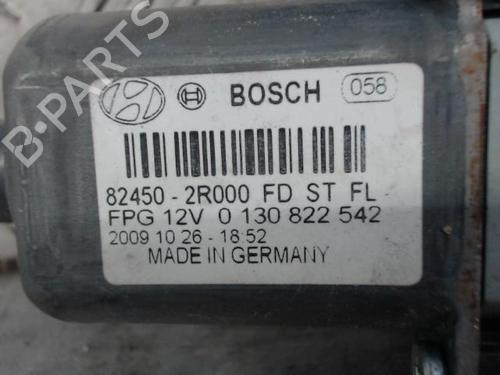 BOSCH 058
82450 - 2R000 FD ST FL
FPG 12V 0 130 822 542
2009 10 26 - 18:52
MADE IN GERMANY
B-PARTS